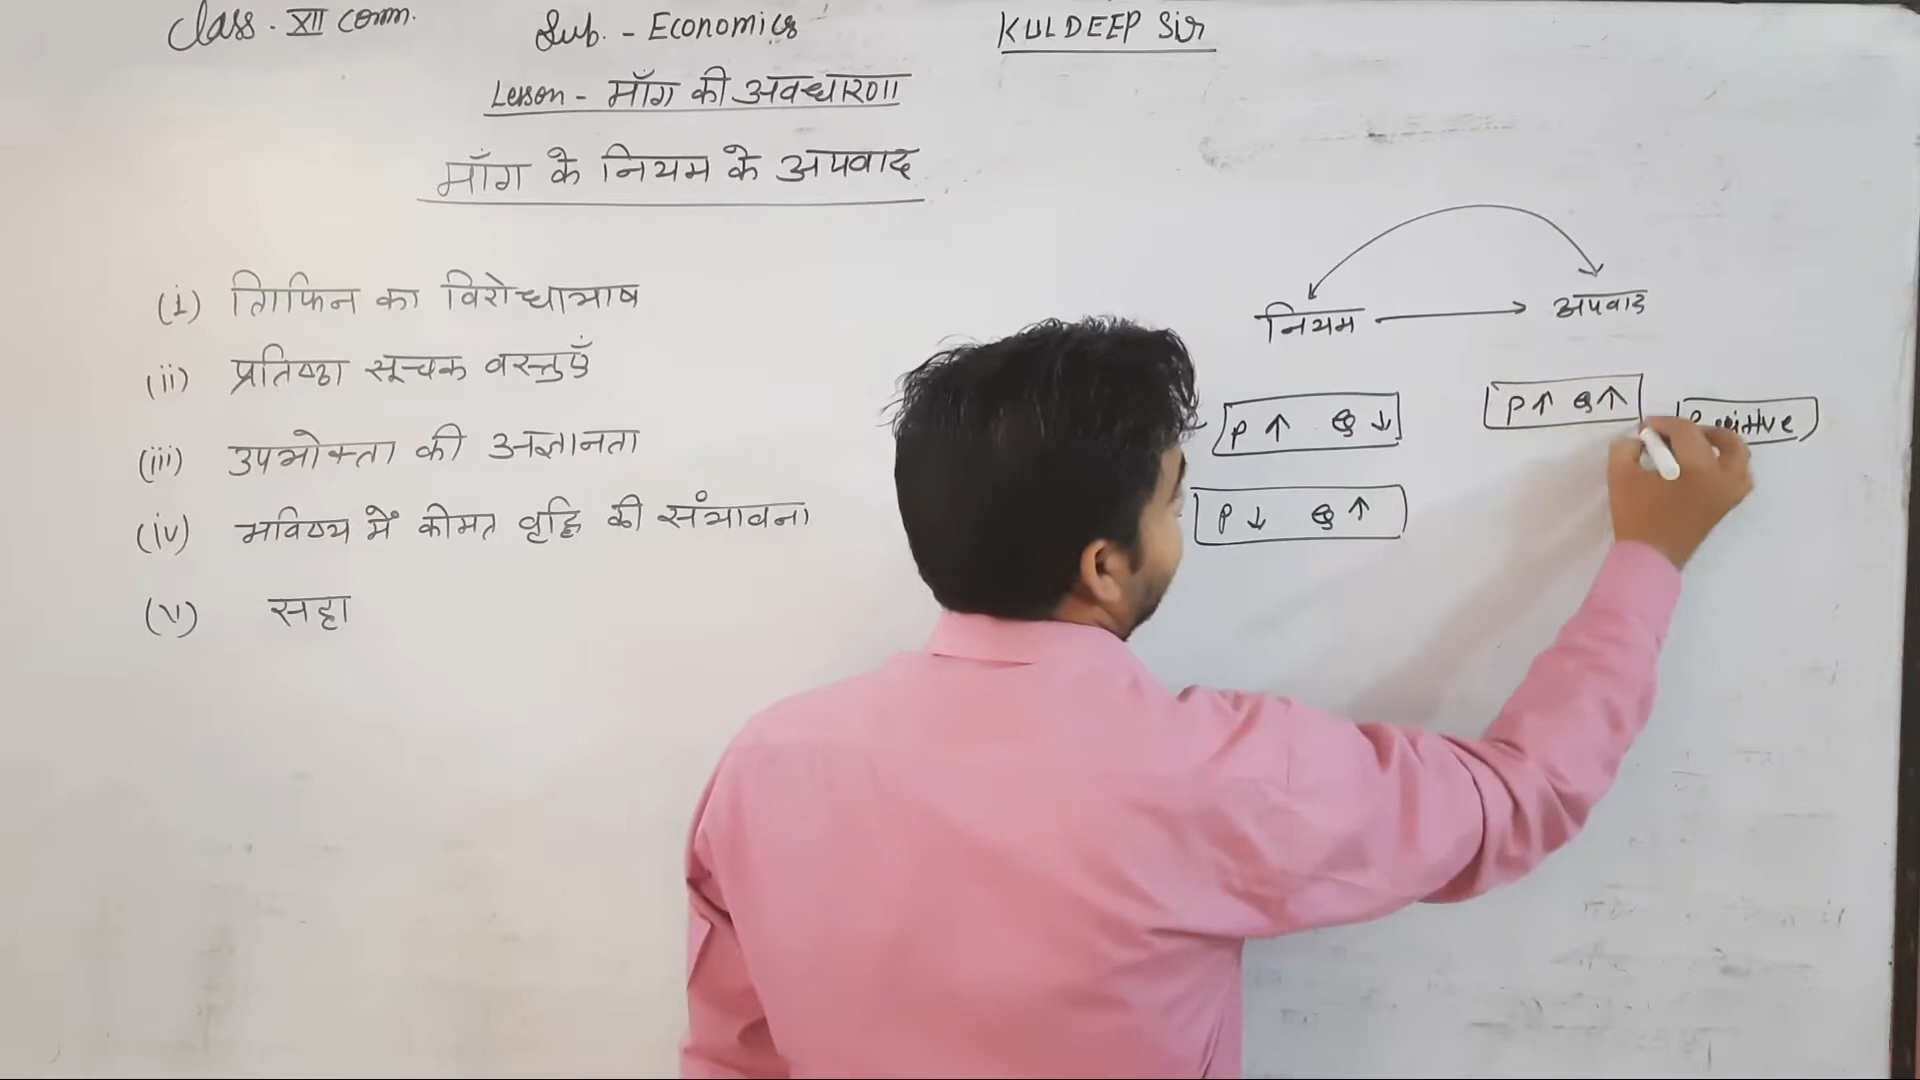 Class. XII comm. Sub. - Economics KULDEEP Sir
Lesson - माँग की अवधारणा
माँग के नियम के अपवाद
(i) गिफिन का विरोधाभाष
(ii) प्रतिष्ठा सूचक वस्तुएँ
(iii) उपभोक्ता की अज्ञानता
(iv) भविष्य में कीमत वृद्धि की संभावना
(v) सट्टा
नियम → अपवाद
P ↑ Q ↓
P ↓ Q ↑
P↑ Q↑
Positive